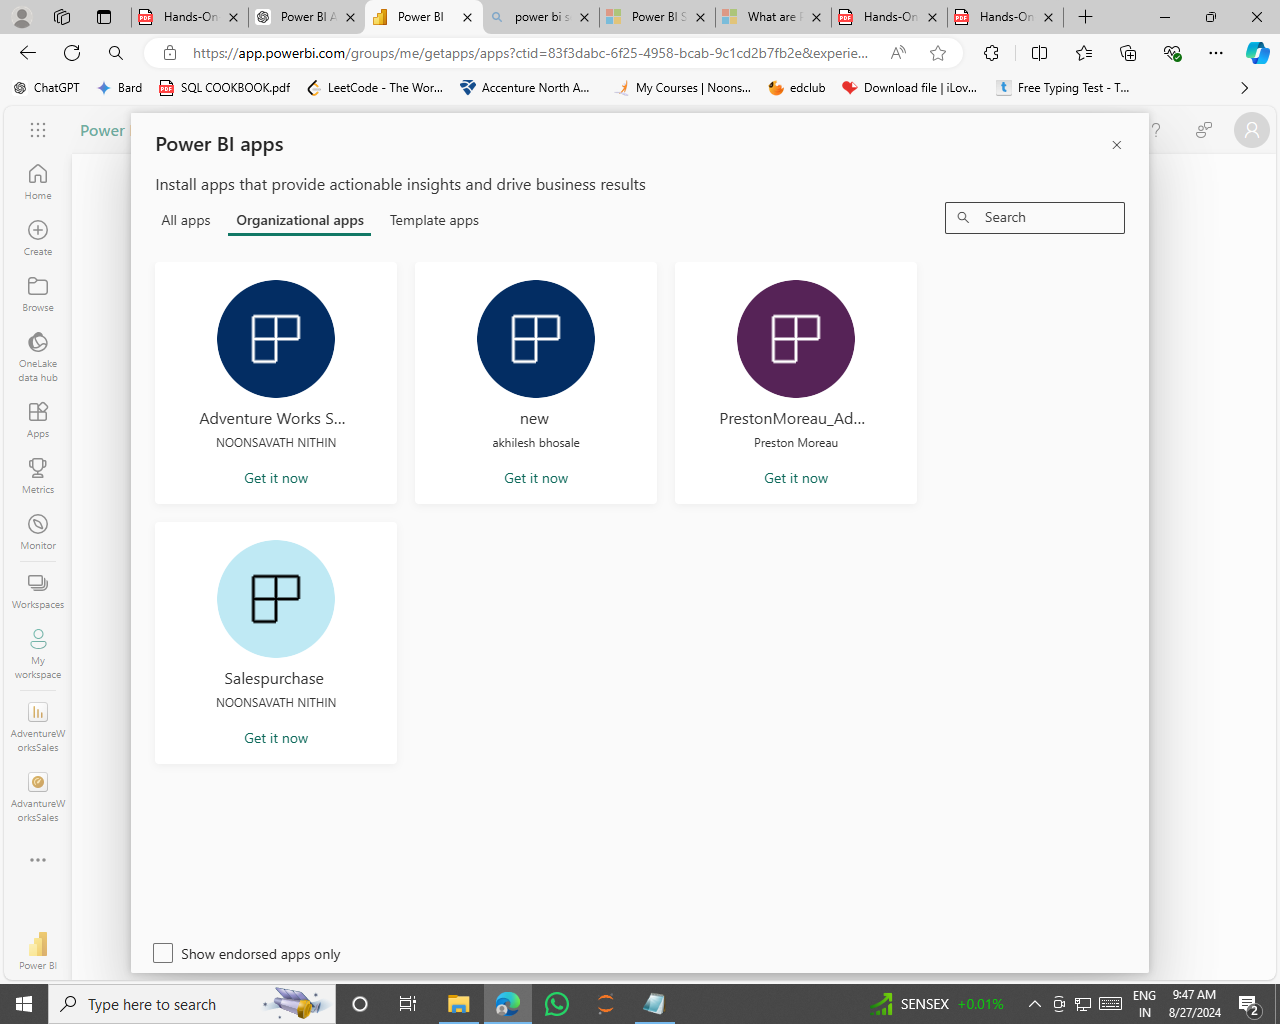 Hands-On
Power BI A
Power BI
power bi s
Power BI S
What are
Hands-On
Hands-On
https://app.powerbi.com/groups/me/getapps/apps?ctid=83f3dabc-6f25-4958-bcab-9c1cd2b7fb2e&experie...
ChatGPT
Bard
SQL COOKBOOK.pdf
LeetCode - The Wor...
Accenture North A...
My Courses | Noons...
edclub
Download file | iLov...
Free Typing Test - T...
Power
Home
Create
Browse
OneLake
data hub
Apps
Metrics
Monitor
Workspaces
My
workspace
AdventureW
orksSales
AdvantureW
orksSales
Power BI
Power BI apps
Install apps that provide actionable insights and drive business results
All apps
Organizational apps
Template apps
Search
Adventure Works S...
NOONSAVATH NITHIN
Get it now
new
akhilesh bhosale
Get it now
PrestonMoreau_Ad...
Preston Moreau
Get it now
Salespurchase
NOONSAVATH NITHIN
Get it now
Show endorsed apps only
Type here to search
SENSEX +0.01%
ENG
IN
9:47 AM
8/27/2024
2